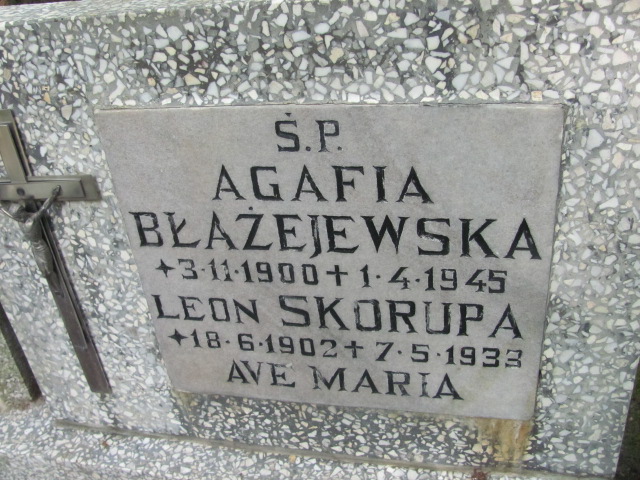 Ś.P.
AGAFIA
BŁAŻEJEWSKA
✦3·11·1900✝1·4·1945
LEON SKORUPA
✦18·6·1902✝7·5·1933
AVE MARIA